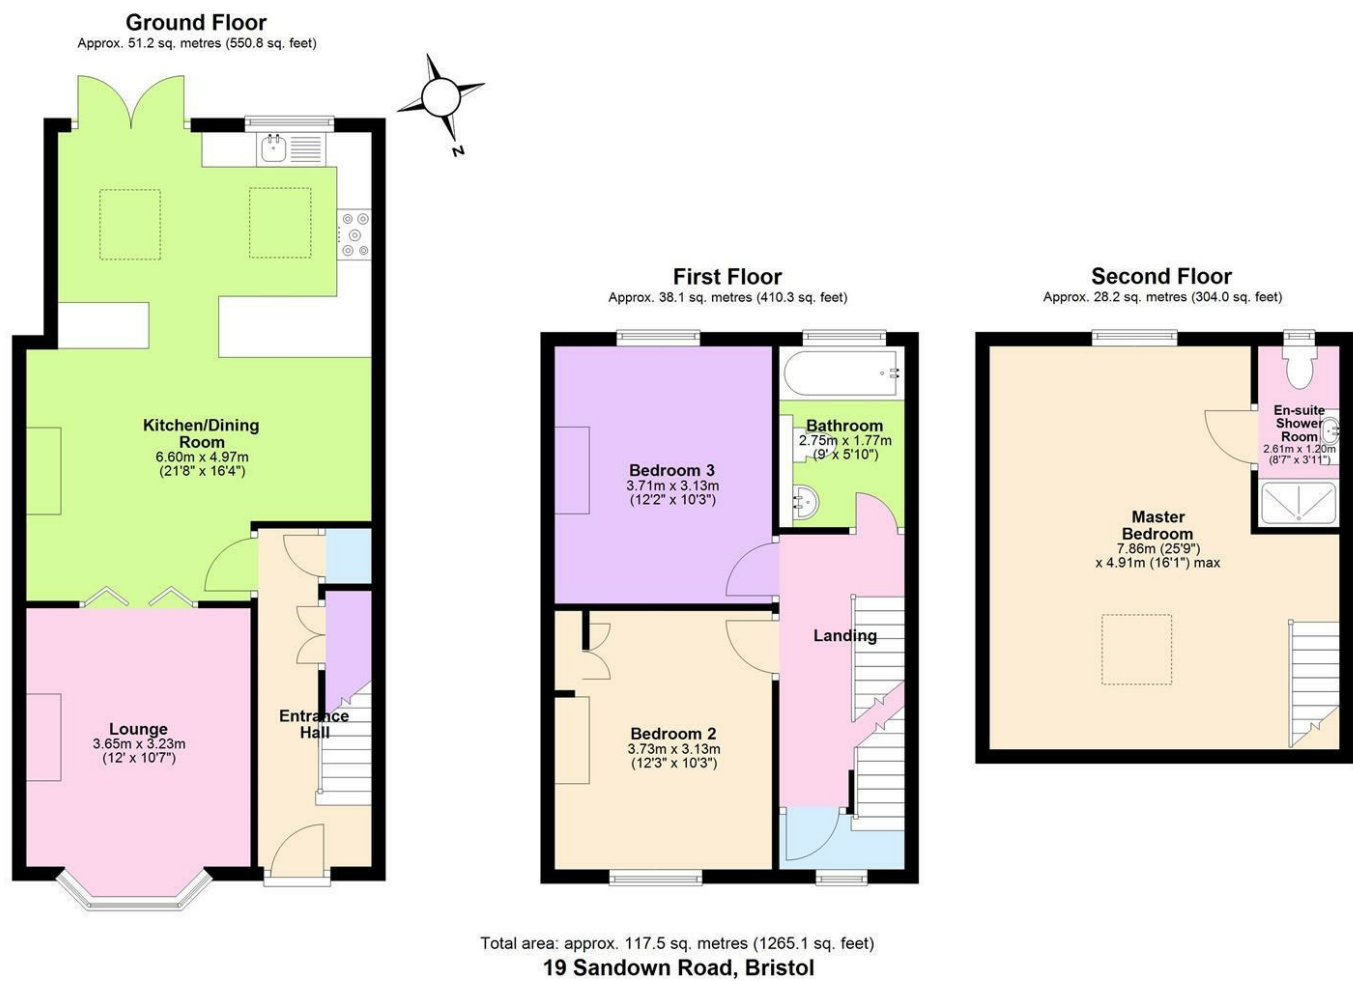 Ground Floor
Approx. 51.2 sq. metres (550.8 sq. feet)
N
Kitchen/Dining
Room
6.60m x 4.97m
(21'8" x 16'4")
Lounge
3.65m x 3.23m
(12' x 10'7")
Entrance
Hall
First Floor
Approx. 38.1 sq. metres (410.3 sq. feet)
Bedroom 3
3.71m x 3.13m
(12'2" x 10'3")
Bathroom
2.75m x 1.77m
(9' x 5'10")
Landing
Bedroom 2
3.73m x 3.13m
(12'3" x 10'3")
Second Floor
Approx. 28.2 sq. metres (304.0 sq. feet)
En-suite
Shower
Room
2.61m x 1.20m
(8'7" x 3'11")
Master
Bedroom
7.86m (25'9")
x 4.91m (16'1") max
Total area: approx. 117.5 sq. metres (1265.1 sq. feet)
19 Sandown Road, Bristol